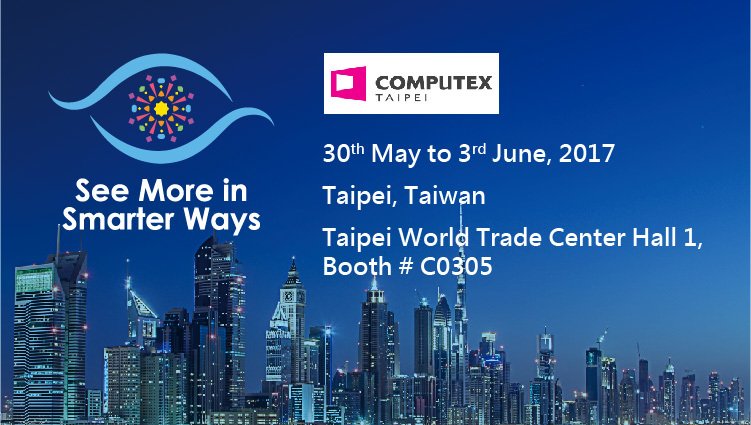 See More in
Smarter Ways
COMPUTEX
TAIPEI
30th May to 3rd June, 2017
Taipei, Taiwan
Taipei World Trade Center Hall 1,
Booth # C0305